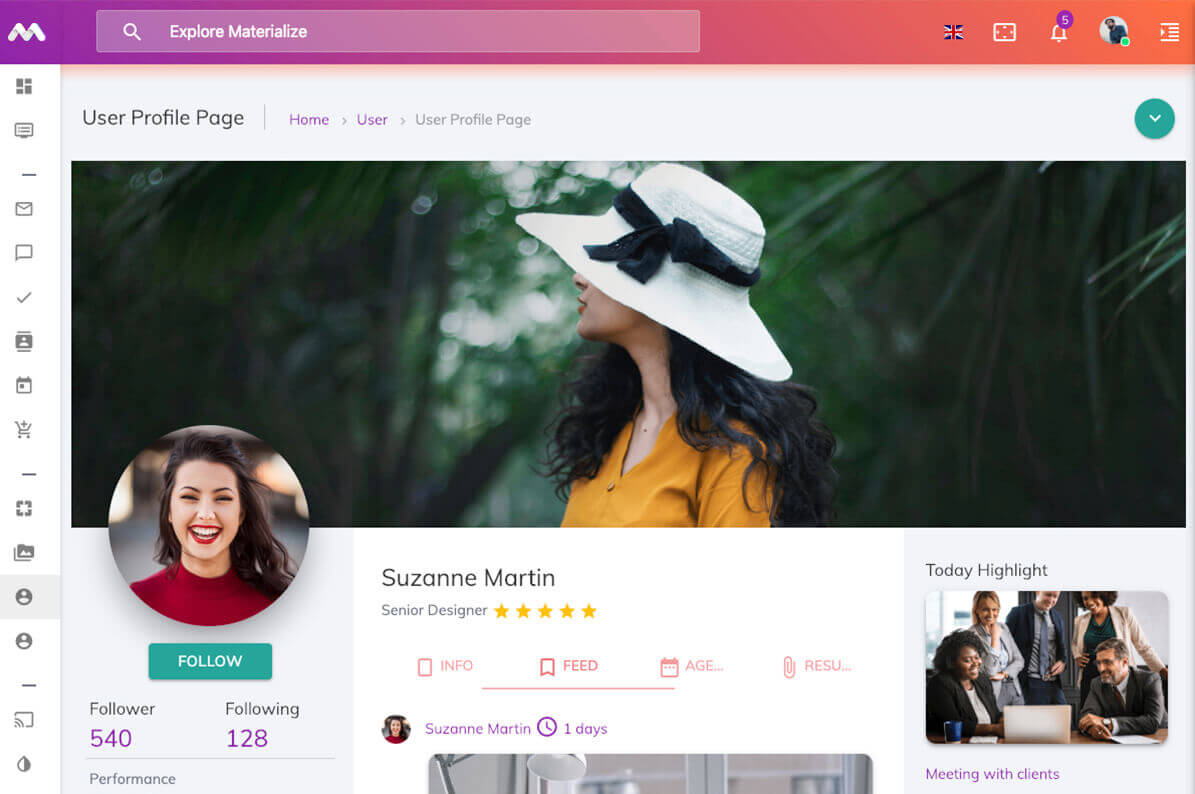 Explore Materialize
5
User Profile Page
Home > User > User Profile Page
Suzanne Martin
Senior Designer
INFO
FEED
AGE...
RESU...
FOLLOW
Follower
540
Following
128
Performance
Suzanne Martin 1 days
Today Highlight
Meeting with clients